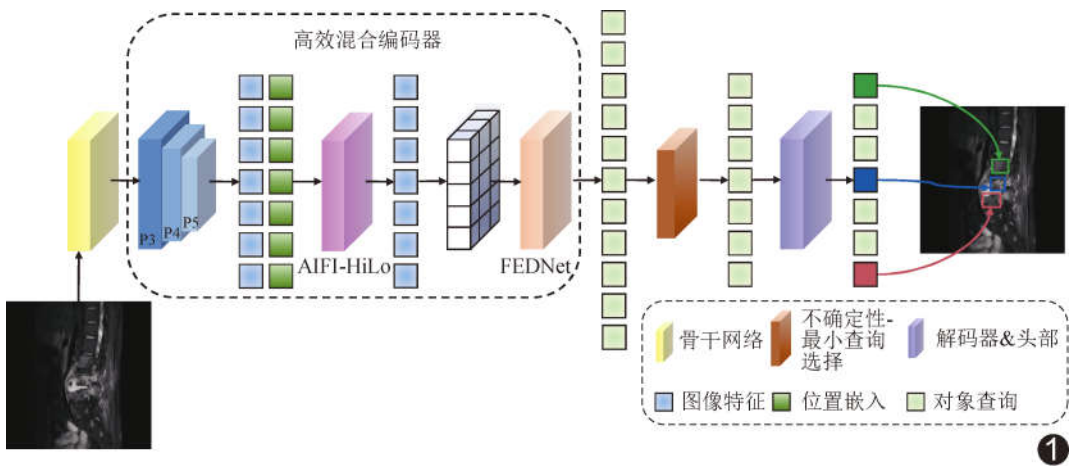 高效混合编码器
P3
P4
P5
AIFI-HiLo
FEDNet
骨干网络
不确定性-
最小查询
选择
解码器&头部
图像特征
位置嵌入
对象查询
1